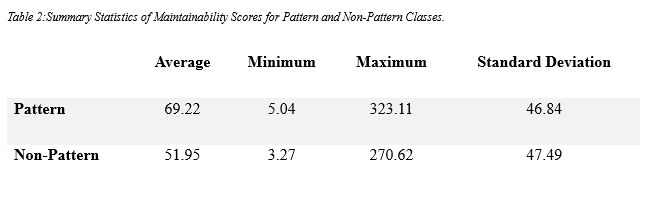 Table 2:Summary Statistics of Maintainability Scores for Pattern and Non-Pattern Classes.
Average Minimum Maximum Standard Deviation
Pattern 69.22 5.04 323.11 46.84
Non-Pattern 51.95 3.27 270.62 47.49